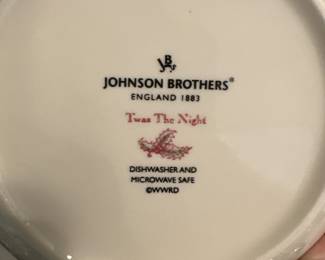 JB
JOHNSON BROTHERS®
ENGLAND 1883
Twas The Night
DISHWASHER AND
MICROWAVE SAFE
©WWRD